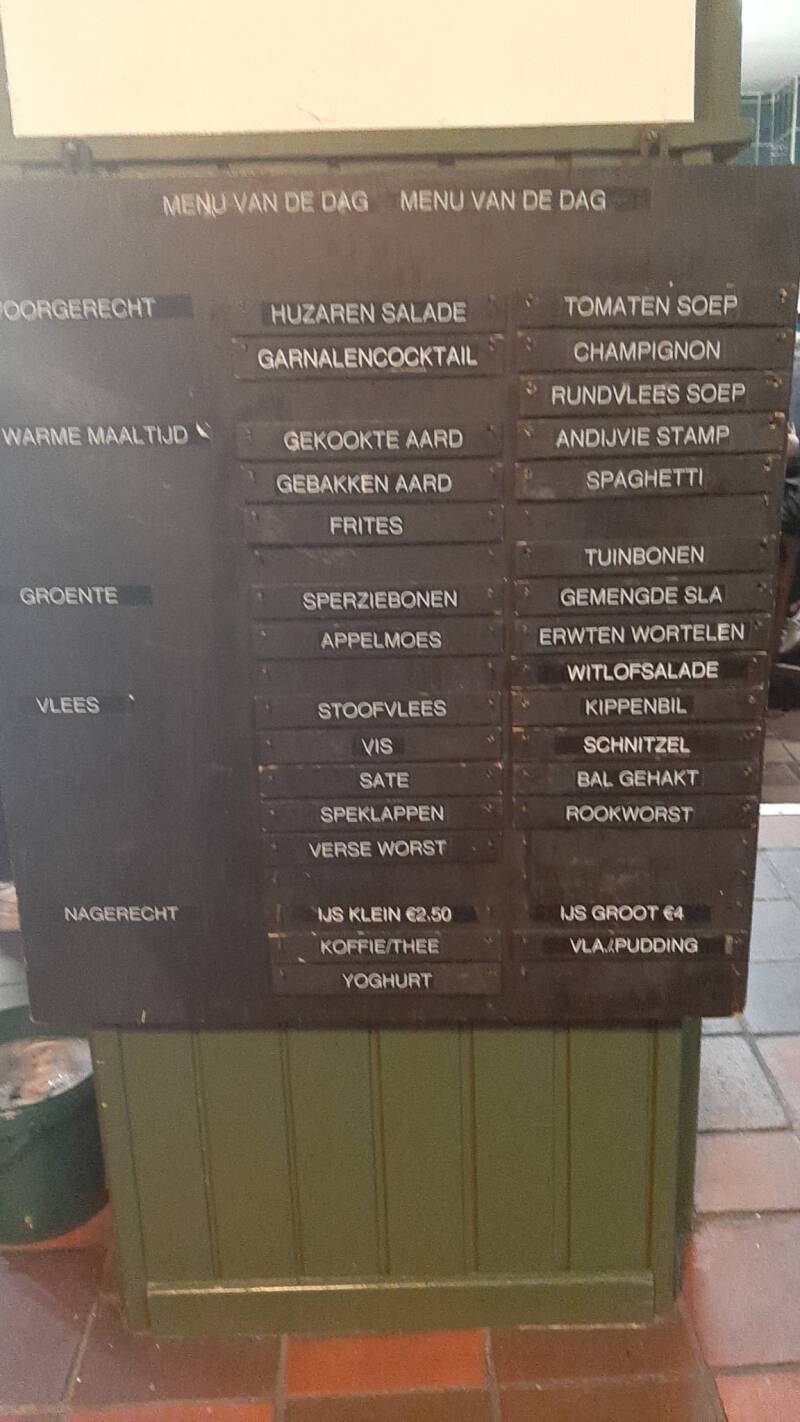 MENU VAN DE DAG MENU VAN DE DAG
VOORGERECHT HUZAREN SALADE TOMATEN SOEP
GARNALENCOCKTAIL CHAMPIGNON
RUNDVLEES SOEP
WARME MAALTIJD GEKOOKTE AARD ANDIJVIE STAMP
GEBAKKEN AARD SPAGHETTI
FRITES
TUINBONEN
GROENTE SPERZIEBONEN GEMENGDE SLA
APPELMOES ERWTEN WORTELEN
WITLOFSALADE
VLEES STOOFVLEES KIPPENBIL
VIS SCHNITZEL
SATE BAL GEHAKT
SPEKLAPPEN ROOKWORST
VERSE WORST
NAGERECHT IJS KLEIN €2.50 IJS GROOT €4
KOFFIE/THEE VLA./PUDDING
YOGHURT